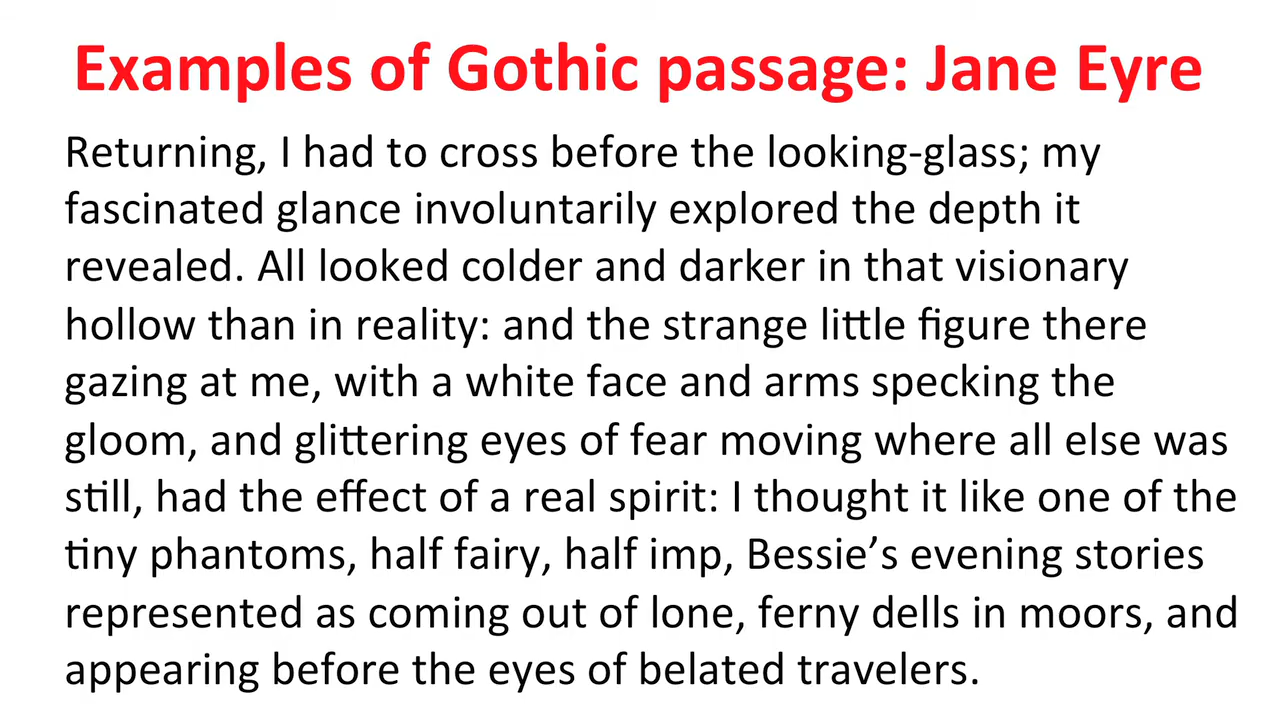 Examples of Gothic passage: Jane Eyre
Returning, I had to cross before the looking-glass; my
fascinated glance involuntarily explored the depth it
revealed. All looked colder and darker in that visionary
hollow than in reality: and the strange little figure there
gazing at me, with a white face and arms specking the
gloom, and glittering eyes of fear moving where all else was
still, had the effect of a real spirit: I thought it like one of the
tiny phantoms, half fairy, half imp, Bessie’s evening stories
represented as coming out of lone, ferny dells in moors, and
appearing before the eyes of belated travelers.